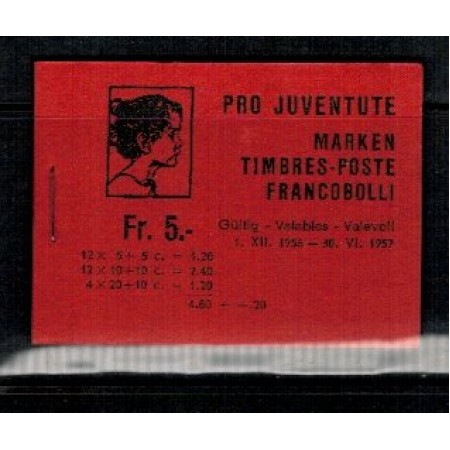 PRO JUVENTUTE
MARKEN
TIMBRES-POSTE
FRANCOBOLLI
Fr. 5.-
Gültig - Valables - Valevoli
1. XII. 1956 - 30. VI. 1957
12 × 5 + 5 c. = 1.20
12 × 10 + 10 c. = 2.40
4 × 20 + 10 c. = 1.20
4.80 + -.20